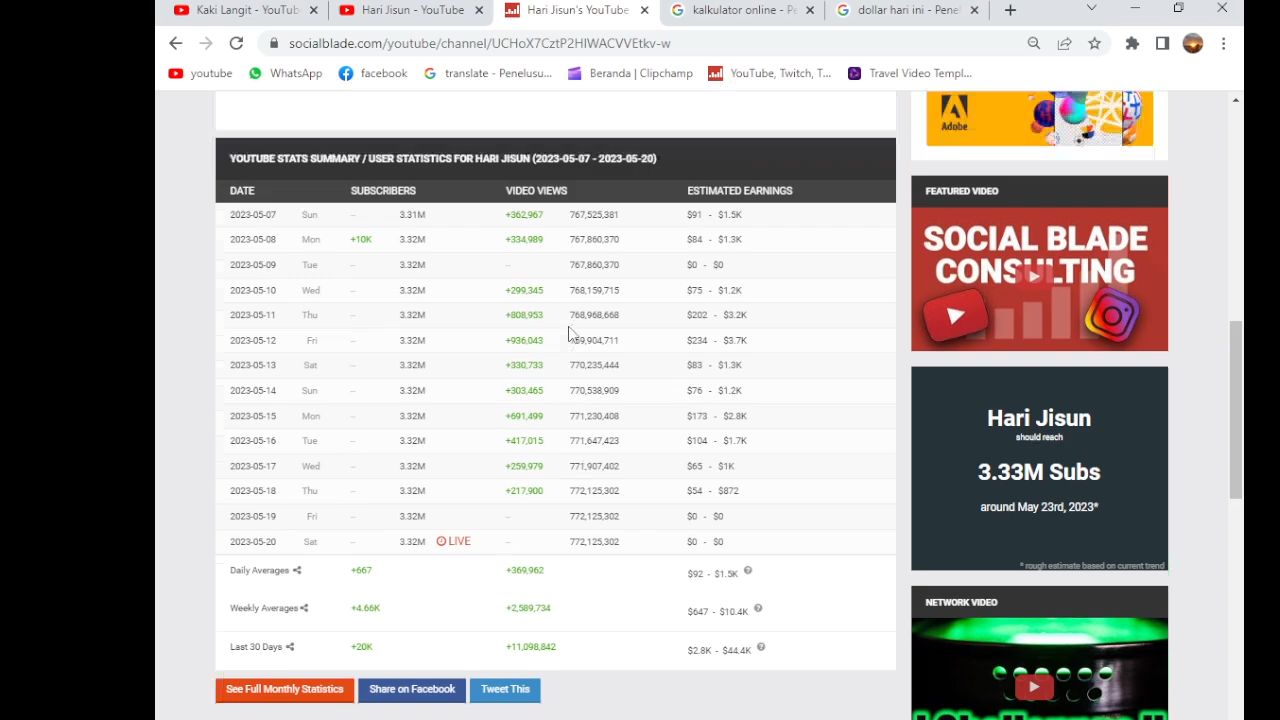 Kaki Langit - YouTub
Hari Jisun - YouTube
Hari Jisun's YouTube
kalkulator online - Pe
dollar hari ini - Penel
socialblade.com/youtube/channel/UCHoX7CztP2HIWACVVEtkv-w
youtube
WhatsApp
facebook
translate - Penelusu...
Beranda | Clipchamp
YouTube, Twitch, T...
Travel Video Templ...
Adobe
YOUTUBE STATS SUMMARY / USER STATISTICS FOR HARI JISUN (2023-05-07 - 2023-05-20)
DATE SUBSCRIBERS VIDEO VIEWS ESTIMATED EARNINGS
2023-05-07 Sun -- 3.31M +362,967 767,525,381 $91 - $1.5K
2023-05-08 Mon +10K 3.32M +334,989 767,860,370 $84 - $1.3K
2023-05-09 Tue -- 3.32M -- 767,860,370 $0 - $0
2023-05-10 Wed -- 3.32M +299,345 768,159,715 $75 - $1.2K
2023-05-11 Thu -- 3.32M +808,953 768,968,668 $202 - $3.2K
2023-05-12 Fri -- 3.32M +936,043 $234 - $3.7K
2023-05-13 Sat -- 3.32M +330,733 770,235,444 $83 - $1.3K
2023-05-14 Sun -- 3.32M +303,465 770,538,909 $76 - $1.2K
2023-05-15 Mon -- 3.32M +691,499 771,230,408 $173 - $2.8K
2023-05-16 Tue -- 3.32M +417,015 771,647,423 $104 - $1.7K
2023-05-17 Wed -- 3.32M +259,979 771,907,402 $65 - $1K
2023-05-18 Thu -- 3.32M +217,900 772,125,302 $54 - $872
2023-05-19 Fri -- 3.32M -- 772,125,302 $0 - $0
2023-05-20 Sat -- 3.32M LIVE -- 772,125,302 $0 - $0
Daily Averages +667 +369,962 $92 - $1.5K
Weekly Averages +4.66K +2,589,734 $647 - $10.4K
Last 30 Days +20K +11,098,842 $2.8K - $44.4K
See Full Monthly Statistics
Share on Facebook
Tweet This
FEATURED VIDEO
SOCIAL BLADE
CONSULTING
Hari Jisun
should reach
3.33M Subs
around May 23rd, 2023*
* rough estimate based on current trend
NETWORK VIDEO